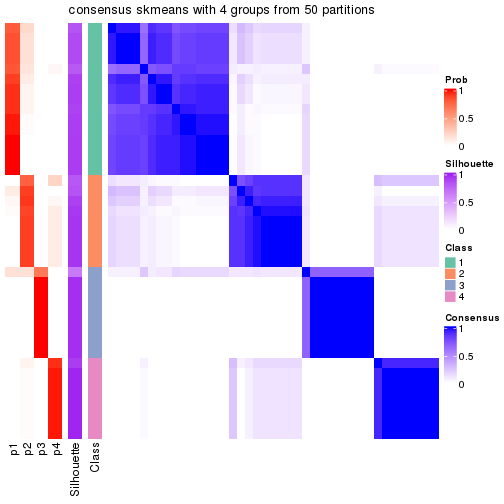 consensus skmeans with 4 groups from 50 partitions
Prob
1
0.5
0
Silhouette
1
0.5
0
Class
1
2
3
4
Consensus
1
0.5
0
p1
p2
p3
p4
Silhouette
Class